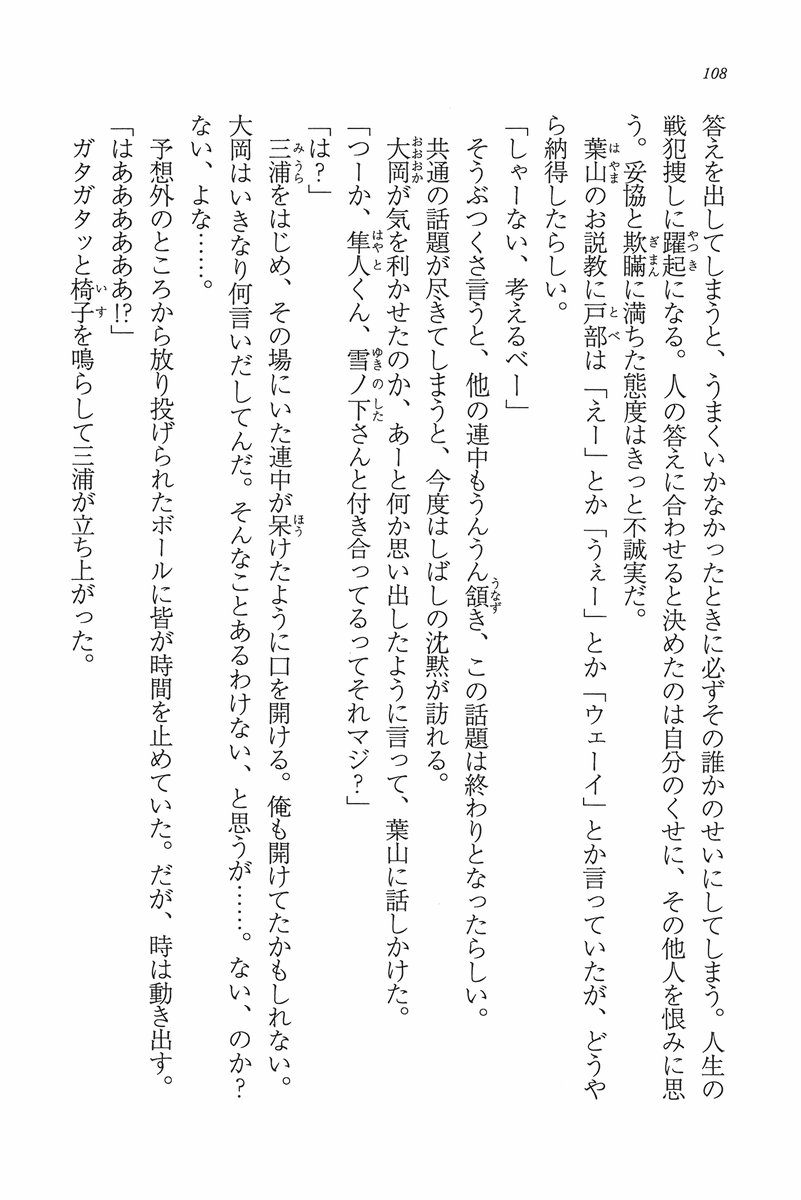 108
答えを出してしまうと、うまくいかなかったときに必ずその誰かのせいにしてしまう。人生の
戦犯捜しに躍起になる。人の答えに合わせると決めたのは自分のくせに、その他人を恨みに思
う。妥協と欺瞞に満ちた態度はきっと不誠実だ。
葉山のお説教に戸部は「えー」とか「うぇー」とか「ウェーイ」とか言っていたが、どうや
ら納得したらしい。
「しゃーない、考えるべー」
そうぶつくさ言うと、他の連中もうんうん頷き、この話題は終わりとなったらしい。
共通の話題が尽きてしまうと、今度はしばしの沈黙が訪れる。
大岡が気を利かせたのか、あーと何か思い出したように言って、葉山に話しかけた。
「つーか、隼人くん、雪ノ下さんと付き合ってるってそれマジ？」
「は？」
三浦をはじめ、その場にいた連中が呆けたように口を開ける。俺も開けてたかもしれない。
大岡はいきなり何言いだしてんだ。そんなことあるわけない、と思うが……。ない、のか？
ない、よな……。
予想外のところから放り投げられたボールに皆が時間を止めていた。だが、時は動き出す。
「はああああああ!?」
ガタガタッと椅子を鳴らして三浦が立ち上がった。